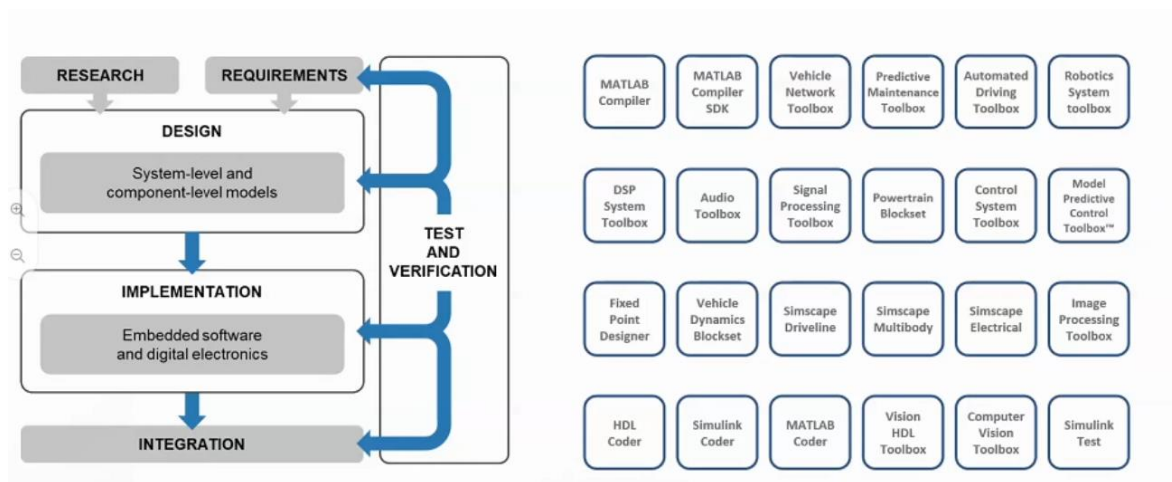 RESEARCH
REQUIREMENTS
DESIGN
System-level and
component-level models
TEST
AND
VERIFICATION
IMPLEMENTATION
Embedded software
and digital electronics
INTEGRATION
MATLAB
Compiler
MATLAB
Compiler
SDK
Vehicle
Network
Toolbox
Predictive
Maintenance
Toolbox
Automated
Driving
Toolbox
Robotics
System
toolbox
DSP
System
Toolbox
Audio
Toolbox
Signal
Processing
Toolbox
Powertrain
Blockset
Control
System
Toolbox
Model
Predictive
Control
Toolbox™
Fixed
Point
Designer
Vehicle
Dynamics
Blockset
Simscape
Driveline
Simscape
Multibody
Simscape
Electrical
Image
Processing
Toolbox
HDL
Coder
Simulink
Coder
MATLAB
Coder
Vision
HDL
Toolbox
Computer
Vision
Toolbox
Simulink
Test